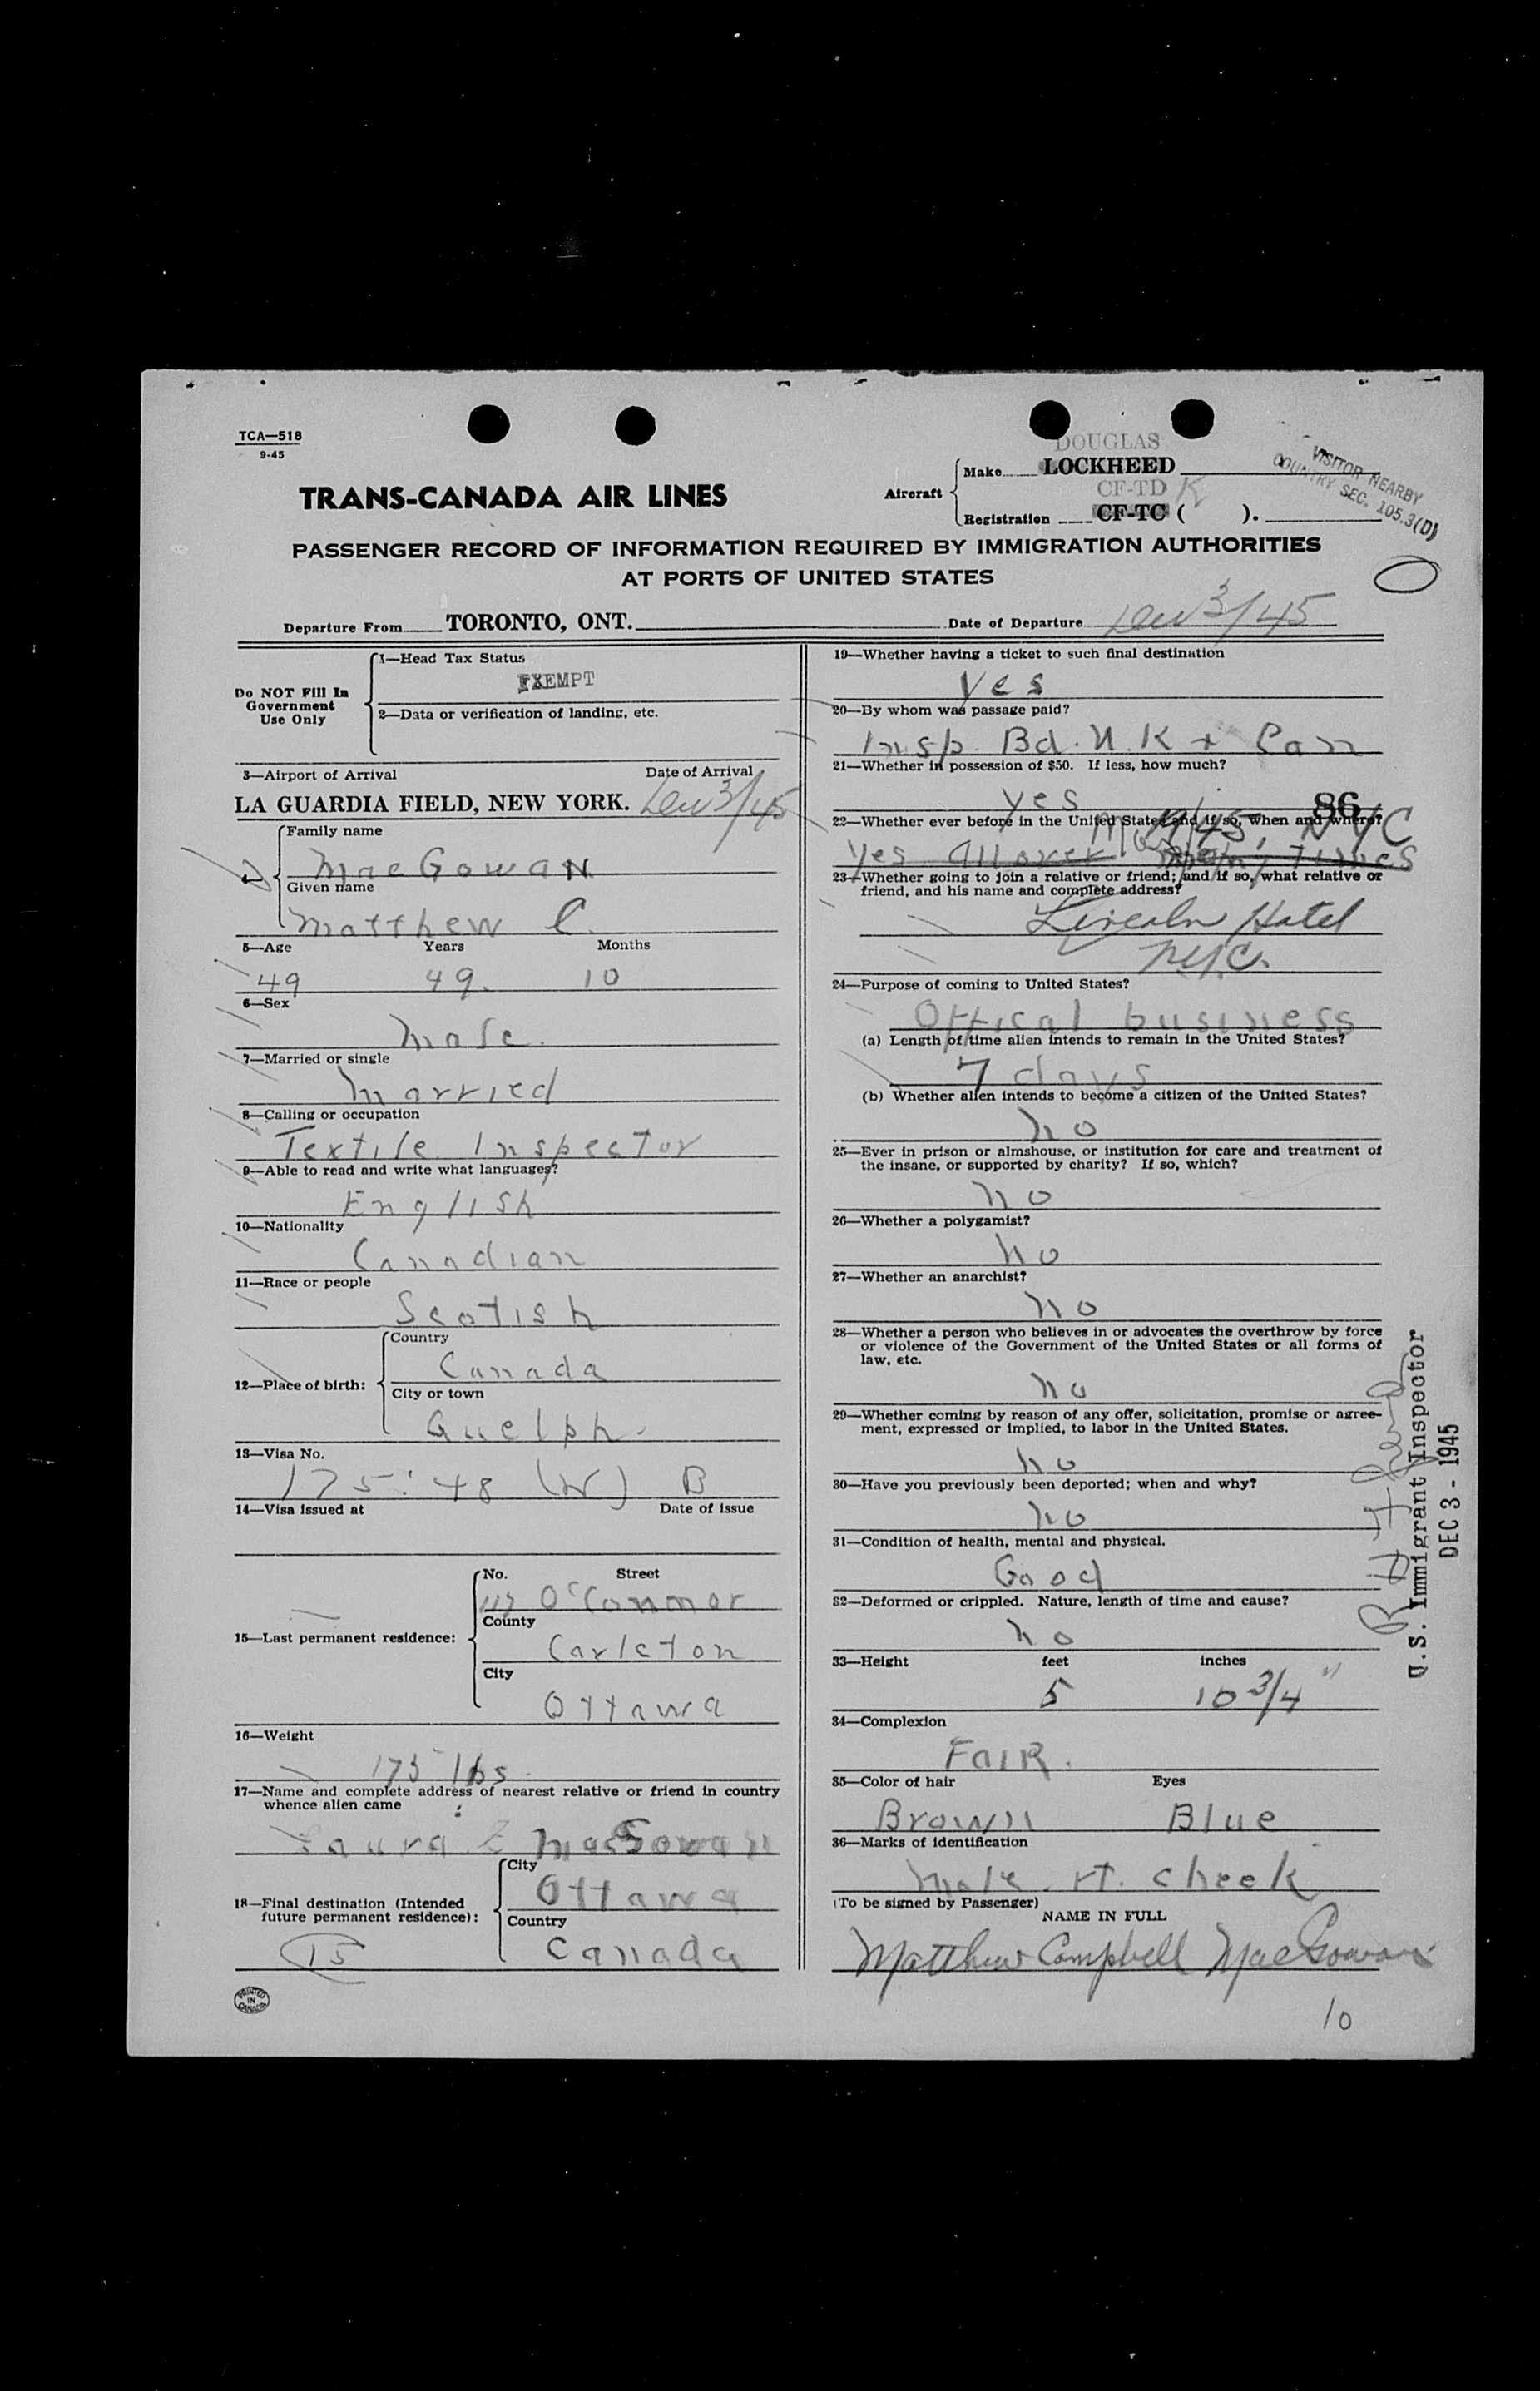 TCA—518
9-45
DOUGLAS
Aircraft Make LOCKHEED
CF-TD K
Registration CF-TC ( ).
VISITOR NEARBY
COUNTRY SEC. 105.3(D)
TRANS-CANADA AIR LINES
PASSENGER RECORD OF INFORMATION REQUIRED BY IMMIGRATION AUTHORITIES
AT PORTS OF UNITED STATES
Departure From TORONTO, ONT. Date of Departure Dec 3/45
Do NOT Fill In
Government
Use Only
1—Head Tax Status
EXEMPT
2—Data or verification of landing, etc.
3—Airport of Arrival Date of Arrival
LA GUARDIA FIELD, NEW YORK. Dec 3/45
Family name
MacGowan
Given name
Matthew C.
5—Age Years Months
49 49. 10
6—Sex
Male.
7—Married or single
Married
8—Calling or occupation
Textile Inspector
9—Able to read and write what languages?
English
10—Nationality
Canadian
11—Race or people
Scotish
12—Place of birth:
Country
Canada
City or town
Guelph.
13—Visa No.
175:48 (W) B
14—Visa issued at Date of issue
15—Last permanent residence:
No. Street
O'Connor
County
Carleton
City
Ottawa
16—Weight
175 lbs.
17—Name and complete address of nearest relative or friend in country
whence alien came
Laura E MacGowan
18—Final destination (Intended
future permanent residence):
City
Ottawa
Country
Canada
15
PRINTED
IN
CANADA
19—Whether having a ticket to such final destination
Yes
20—By whom was passage paid?
Insp. Bd. U.K + Can
21—Whether in possession of $50. If less, how much?
Yes
86
22—Whether ever before in the United States and if so, when and where?
1945, NYC
Yes all over many times
23—Whether going to join a relative or friend; and if so, what relative or
friend, and his name and complete address?
Lincoln Hotel
N.Y.C.
24—Purpose of coming to United States?
Offical business
(a) Length of time alien intends to remain in the United States?
7 days
(b) Whether alien intends to become a citizen of the United States?
no
25—Ever in prison or almshouse, or institution for care and treatment of
the insane, or supported by charity? If so, which?
no
26—Whether a polygamist?
no
27—Whether an anarchist?
no
28—Whether a person who believes in or advocates the overthrow by force
or violence of the Government of the United States or all forms of
law, etc.
no
29—Whether coming by reason of any offer, solicitation, promise or agree-
ment, expressed or implied, to labor in the United States.
no
30—Have you previously been deported; when and why?
no
31—Condition of health, mental and physical.
Good
32—Deformed or crippled. Nature, length of time and cause?
no
33—Height feet inches
5 10 3/4"
34—Complexion
FAIR.
35—Color of hair Eyes
Brown Blue
36—Marks of identification
Mole. rt. cheek
(To be signed by Passenger)
NAME IN FULL
Matthew Campbell MacGowan
10
U.S. Immigrant Inspector
DEC 3 - 1945